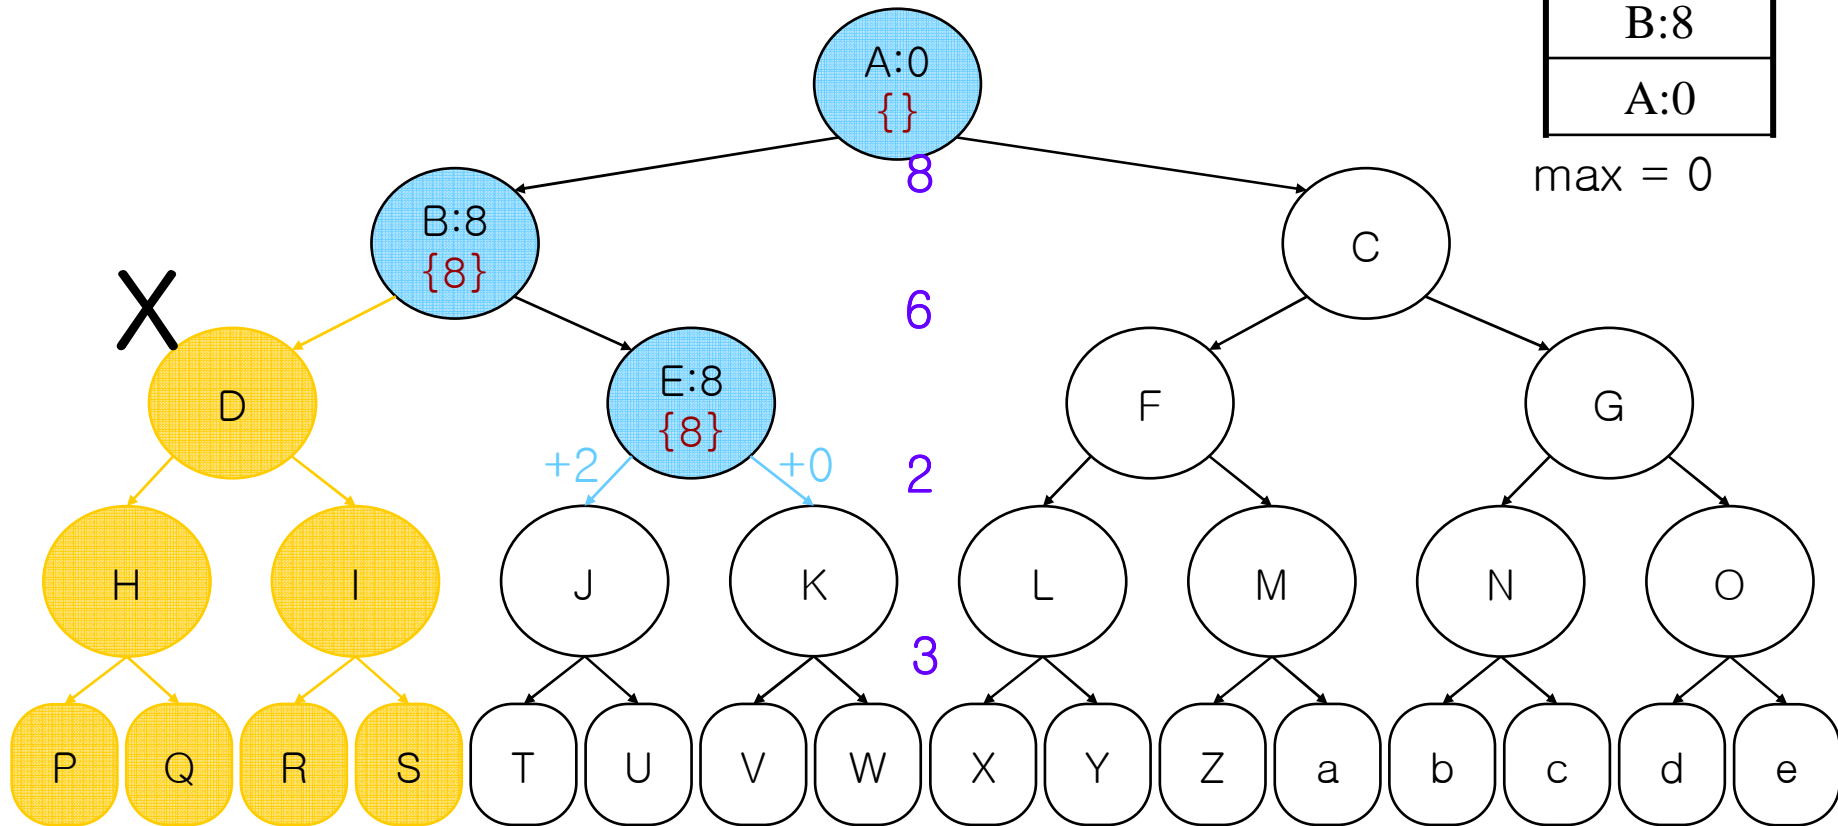 B:8
A:0
max = 0
A:0
{}
8
B:8
{8}
C
X
6
D
E:8
{8}
F
G
+2
+0
2
H
I
J
K
L
M
N
O
3
P
Q
R
S
T
U
V
W
X
Y
Z
a
b
c
d
e